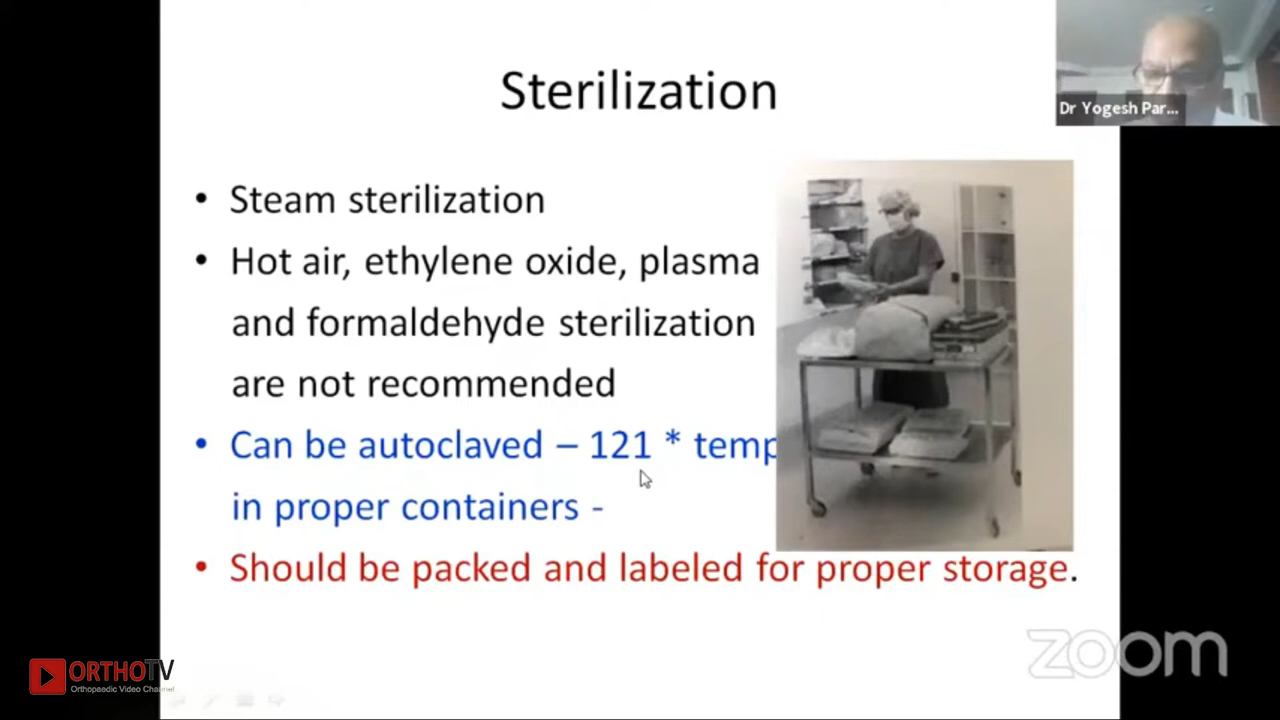 Sterilization
Dr Yogesh Par...
• Steam sterilization
• Hot air, ethylene oxide, plasma
and formaldehyde sterilization
are not recommended
• Can be autoclaved – 121 * temp
in proper containers -
• Should be packed and labeled for proper storage.
ORTHOTV
Orthopaedic Video Channel
zoom